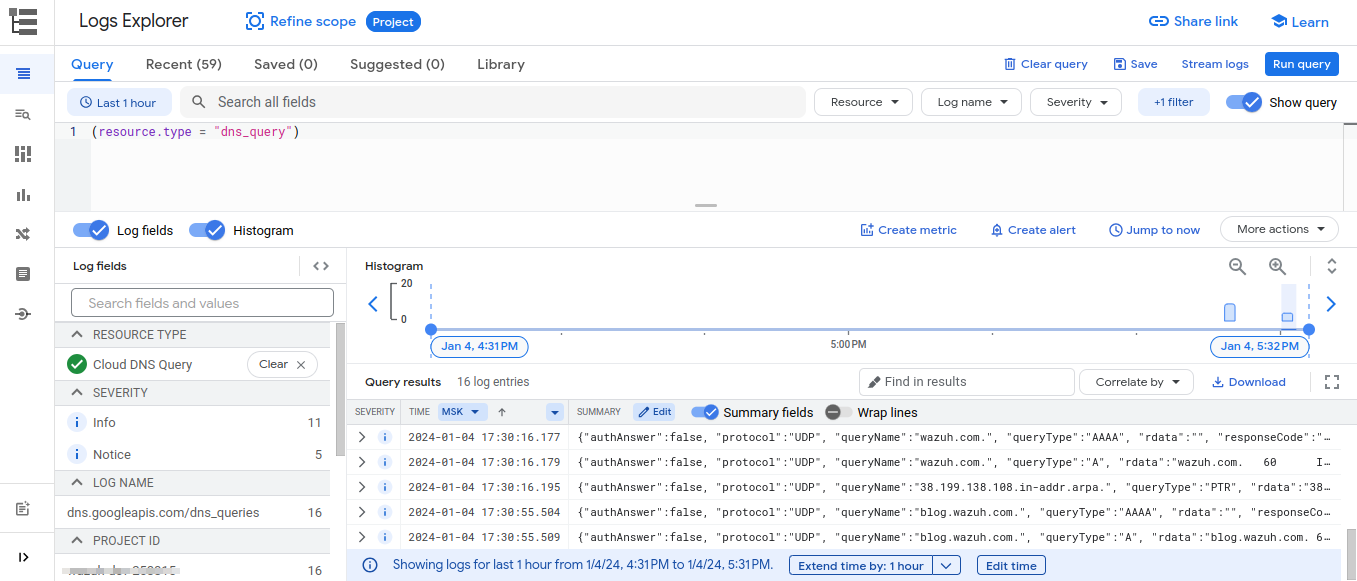 Logs Explorer Refine scope Project Share link Learn
Query Recent (59) Saved (0) Suggested (0) Library Clear query Save Stream logs Run query
Last 1 hour Search all fields Resource Log name Severity +1 filter Show query
1 (resource.type = "dns_query")
Log fields Histogram Create metric Create alert Jump to now More actions
Log fields <>
Search fields and values
RESOURCE TYPE
Cloud DNS Query Clear
SEVERITY
Info 11
Notice 5
LOG NAME
dns.googleapis.com/dns_queries 16
PROJECT ID
16
Histogram
20
0
Jan 4, 4:31 PM 5:00 PM Jan 4, 5:32 PM
Query results 16 log entries Find in results Correlate by Download
SEVERITY TIME MSK SUMMARY Edit Summary fields Wrap lines
2024-01-04 17:30:16.177 {"authAnswer":false, "protocol":"UDP", "queryName":"wazuh.com.", "queryType":"AAAA", "rdata":"", "responseCode":"…
2024-01-04 17:30:16.179 {"authAnswer":false, "protocol":"UDP", "queryName":"wazuh.com.", "queryType":"A", "rdata":"wazuh.com. 60 I…
2024-01-04 17:30:16.195 {"authAnswer":false, "protocol":"UDP", "queryName":"38.199.138.108.in-addr.arpa.", "queryType":"PTR", "rdata":"38…
2024-01-04 17:30:55.504 {"authAnswer":false, "protocol":"UDP", "queryName":"blog.wazuh.com.", "queryType":"AAAA", "rdata":"", "responseCo…
2024-01-04 17:30:55.509 {"authAnswer":false, "protocol":"UDP", "queryName":"blog.wazuh.com.", "queryType":"A", "rdata":"blog.wazuh.com. 6…
Showing logs for last 1 hour from 1/4/24, 4:31 PM to 1/4/24, 5:31 PM. Extend time by: 1 hour Edit time